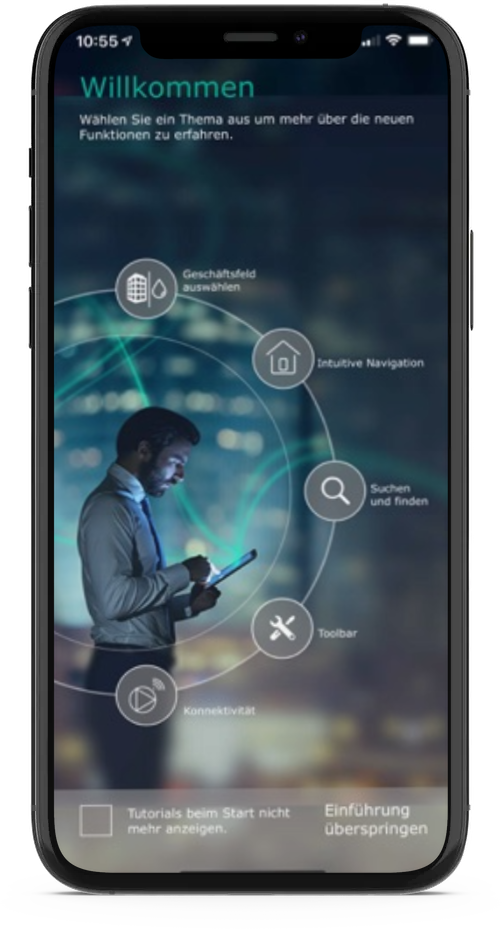 10:55
Willkommen
Wählen Sie ein Thema aus um mehr über die neuen
Funktionen zu erfahren.
Geschäftsfeld
auswählen
Intuitive Navigation
Suchen
und finden
Toolbar
Konnektivität
Tutorials beim Start nicht
mehr anzeigen.
Einführung
überspringen